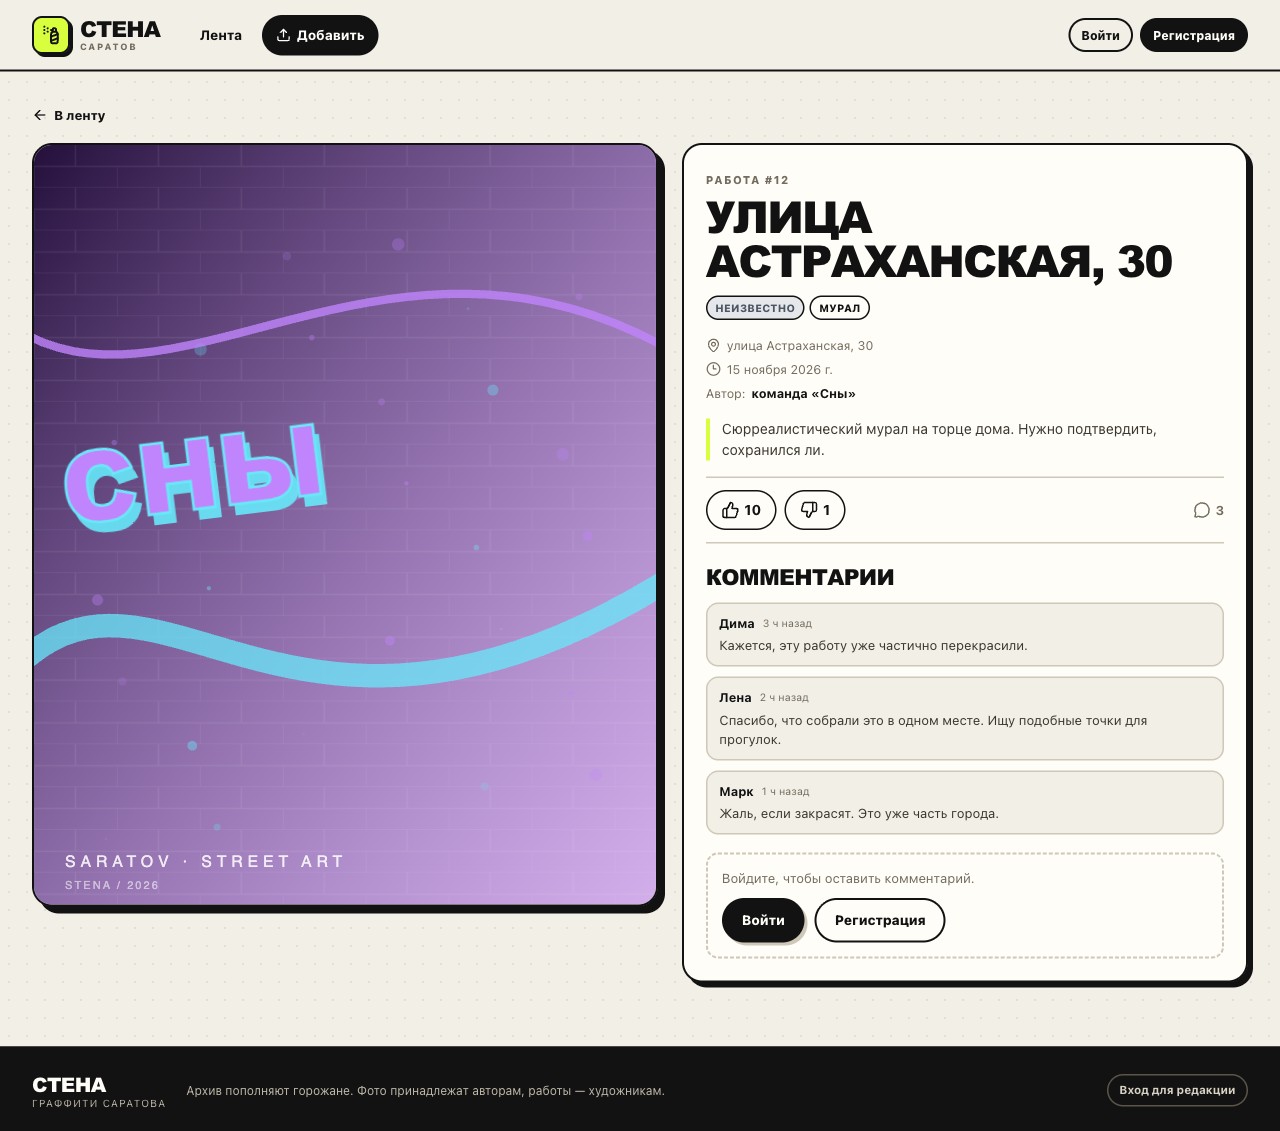 СТЕНА
САРАТОВ
Лента
Добавить
Войти
Регистрация
В ленту
СНЫ
SARATOV · STREET ART
STENA / 2026
РАБОТА #12
УЛИЦА
АСТРАХАНСКАЯ, 30
НЕИЗВЕСТНО
МУРАЛ
улица Астраханская, 30
15 ноября 2026 г.
Автор: команда «Сны»
Сюрреалистический мурал на торце дома. Нужно подтвердить,
сохранился ли.
10
1
3
КОММЕНТАРИИ
Дима 3 ч назад
Кажется, эту работу уже частично перекрасили.
Лена 2 ч назад
Спасибо, что собрали это в одном месте. Ищу подобные точки для
прогулок.
Марк 1 ч назад
Жаль, если закрасят. Это уже часть города.
Войдите, чтобы оставить комментарий.
Войти
Регистрация
СТЕНА
ГРАФФИТИ САРАТОВА
Архив пополняют горожане. Фото принадлежат авторам, работы — художникам.
Вход для редакции